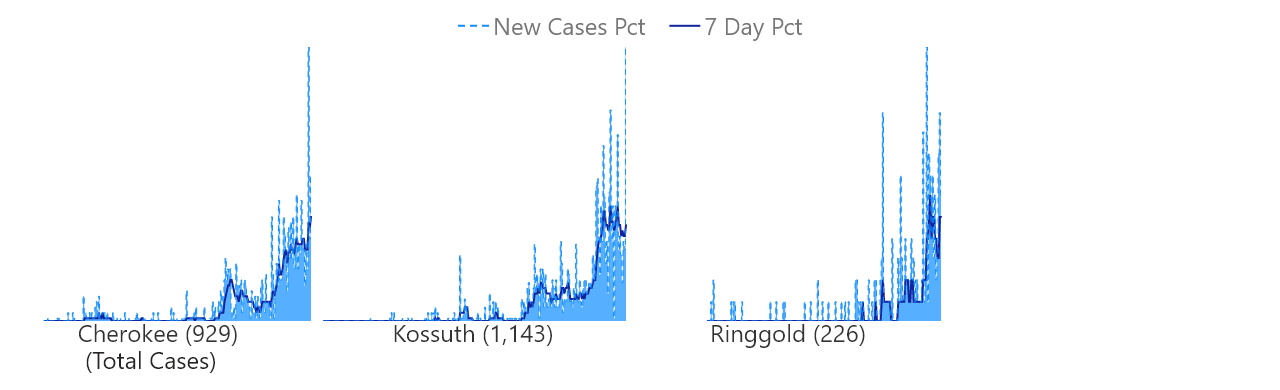 New Cases Pct 7 Day Pct
Cherokee (929) Kossuth (1,143) Ringgold (226)
(Total Cases)